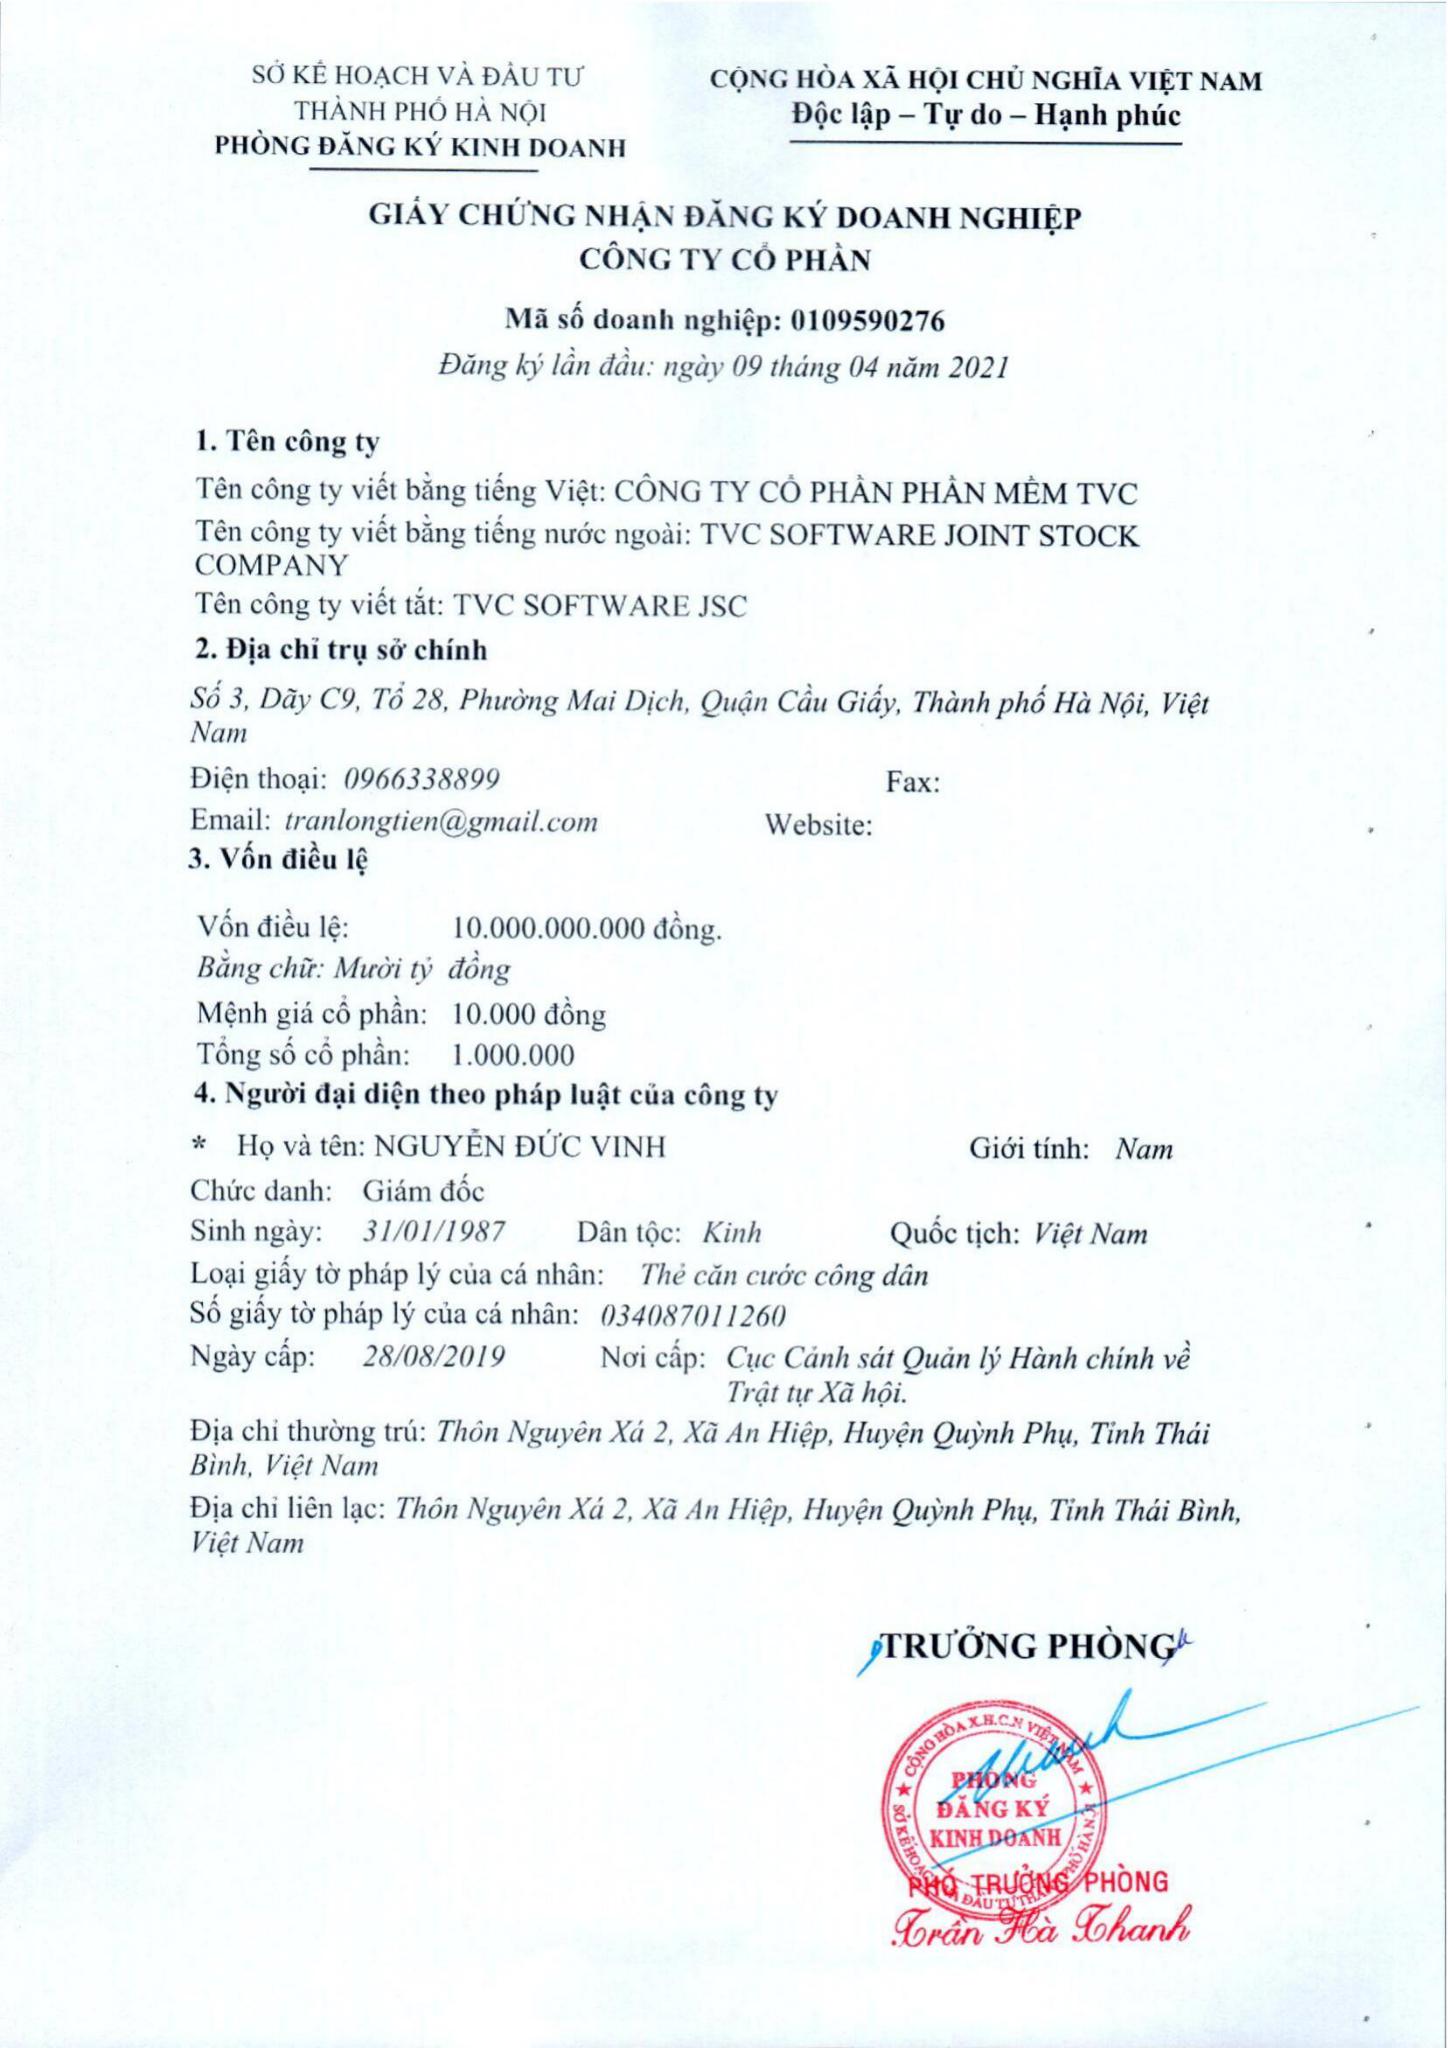 SỞ KẾ HOẠCH VÀ ĐẦU TƯ
THÀNH PHỐ HÀ NỘI
PHÒNG ĐĂNG KÝ KINH DOANH
CỘNG HÒA XÃ HỘI CHỦ NGHĨA VIỆT NAM
Độc lập – Tự do – Hạnh phúc
GIẤY CHỨNG NHẬN ĐĂNG KÝ DOANH NGHIỆP
CÔNG TY CỔ PHẦN
Mã số doanh nghiệp: 0109590276
Đăng ký lần đầu: ngày 09 tháng 04 năm 2021
1. Tên công ty
Tên công ty viết bằng tiếng Việt: CÔNG TY CỔ PHẦN PHẦN MỀM TVC
Tên công ty viết bằng tiếng nước ngoài: TVC SOFTWARE JOINT STOCK
COMPANY
Tên công ty viết tắt: TVC SOFTWARE JSC
2. Địa chỉ trụ sở chính
Số 3, Dãy C9, Tổ 28, Phường Mai Dịch, Quận Cầu Giấy, Thành phố Hà Nội, Việt
Nam
Điện thoại: 0966338899 Fax:
Email: tranlongtien@gmail.com Website:
3. Vốn điều lệ
Vốn điều lệ: 10.000.000.000 đồng.
Bằng chữ: Mười tỷ đồng
Mệnh giá cổ phần: 10.000 đồng
Tổng số cổ phần: 1.000.000
4. Người đại diện theo pháp luật của công ty
* Họ và tên: NGUYỄN ĐỨC VINH Giới tính: Nam
Chức danh: Giám đốc
Sinh ngày: 31/01/1987 Dân tộc: Kinh Quốc tịch: Việt Nam
Loại giấy tờ pháp lý của cá nhân: Thẻ căn cước công dân
Số giấy tờ pháp lý của cá nhân: 034087011260
Ngày cấp: 28/08/2019 Nơi cấp: Cục Cảnh sát Quản lý Hành chính về
Trật tự Xã hội.
Địa chỉ thường trú: Thôn Nguyên Xá 2, Xã An Hiệp, Huyện Quỳnh Phụ, Tỉnh Thái
Bình, Việt Nam
Địa chỉ liên lạc: Thôn Nguyên Xá 2, Xã An Hiệp, Huyện Quỳnh Phụ, Tỉnh Thái Bình,
Việt Nam
TRƯỞNG PHÒNG
CỘNG HÒA X.H.C.N VIỆT NAM
PHÒNG
ĐĂNG KÝ
KINH DOANH
SỞ KẾ HOẠCH VÀ ĐẦU TƯ THÀNH PHỐ HÀ NỘI
PHÓ TRƯỞNG PHÒNG
Trần Hà Thanh